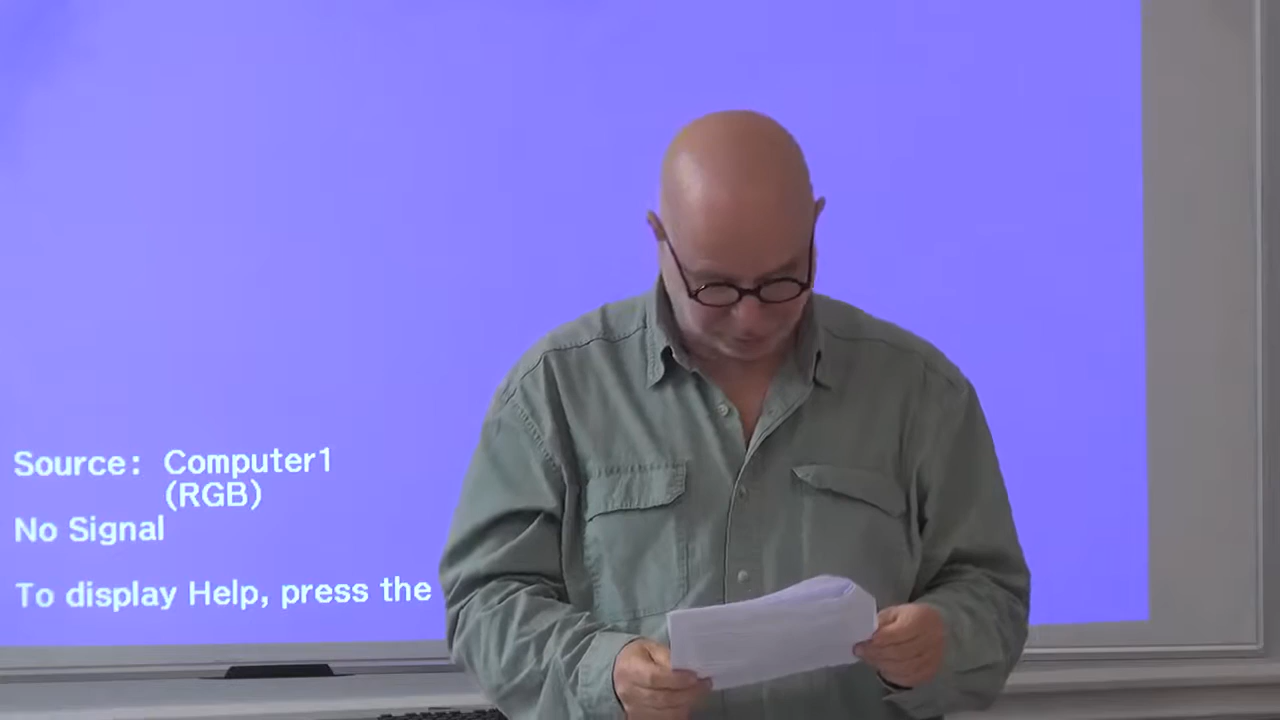 Source: Computer1
(RGB)
No Signal
To display Help, press the